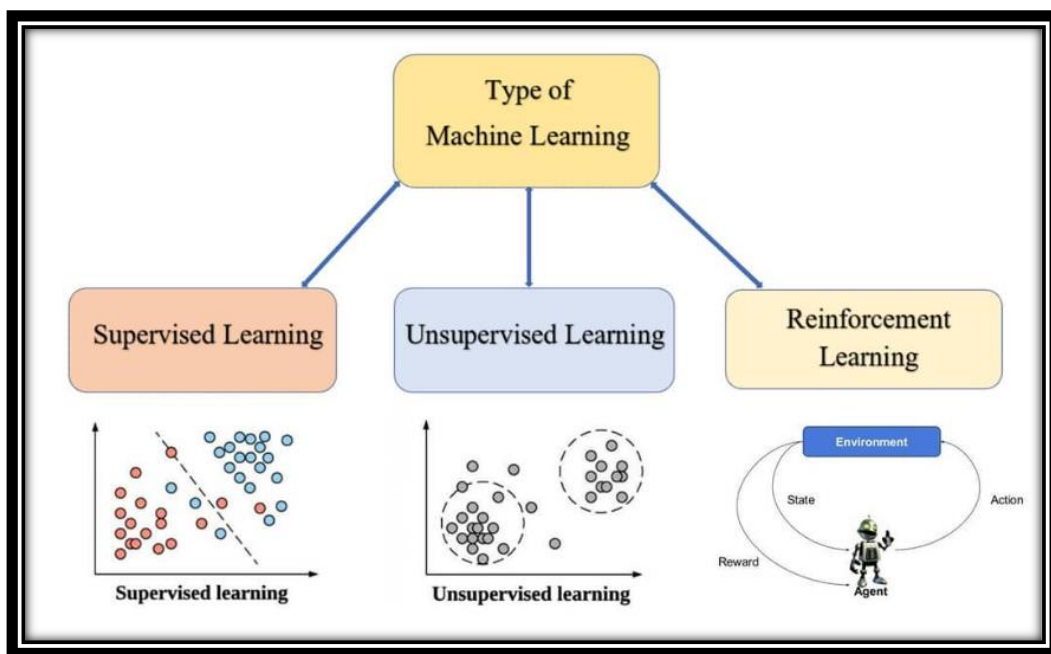 Type of
Machine Learning
Supervised Learning
Unsupervised Learning
Reinforcement
Learning
Environment
State
Action
Reward
Agent
Supervised learning
Unsupervised learning